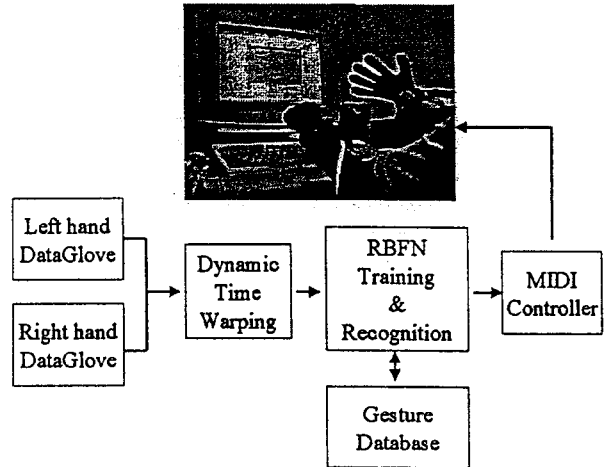 Left hand
DataGlove
Right hand
DataGlove
Dynamic
Time
Warping
RBFN
Training
&
Recognition
MIDI
Controller
Gesture
Database